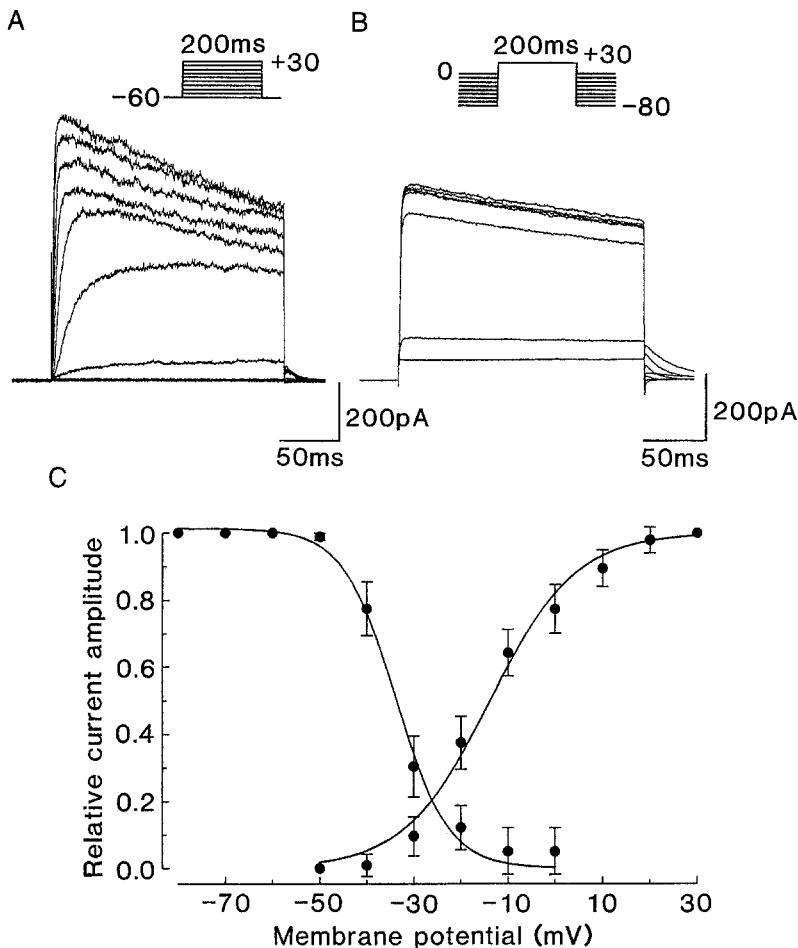 A
200ms
+30
−60
200pA
50ms
B
200ms
+30
0
−80
200pA
50ms
C
Relative current amplitude
1.0
0.8
0.6
0.4
0.2
0.0
−70 −50 −30 −10 10 30
Membrane potential (mV)